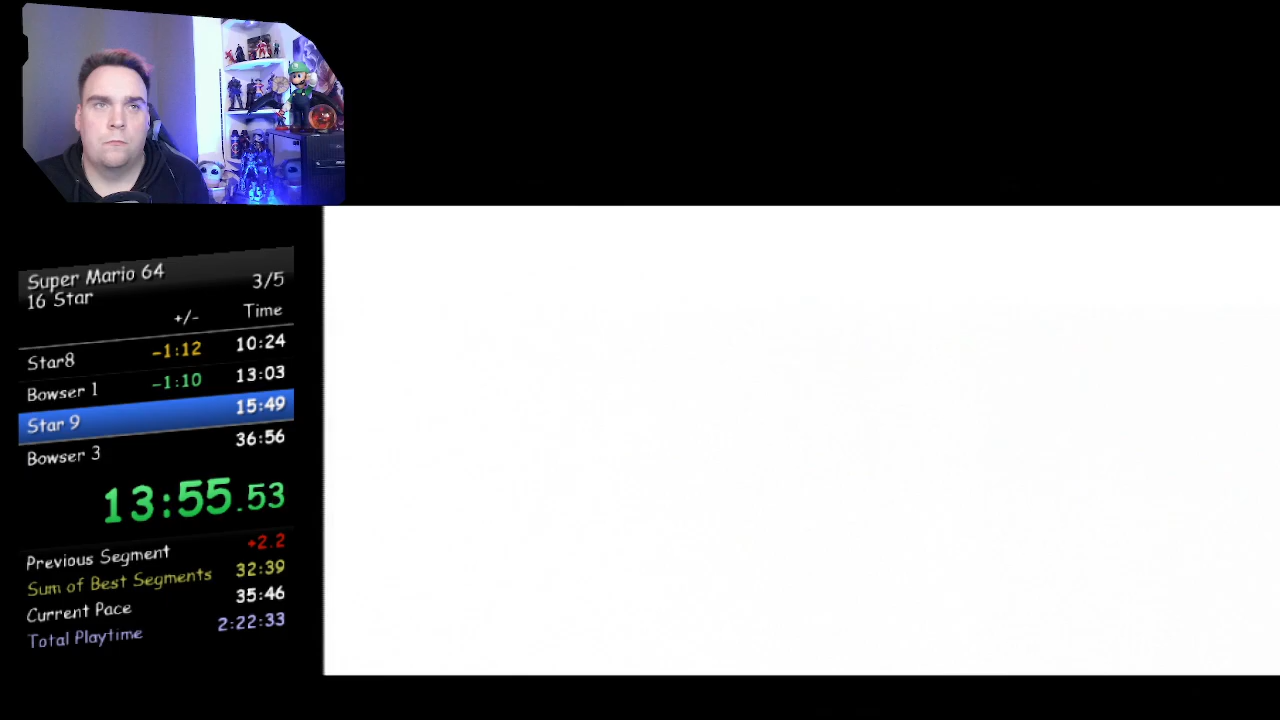 Super Mario 64
16 Star 3/5
+/- Time
Star8 -1:12 10:24
Bowser 1 -1:10 13:03
Star 9 15:49
Bowser 3 36:56
13:55.53
Previous Segment +2.2
Sum of Best Segments 32:39
Current Pace 35:46
Total Playtime 2:22:33